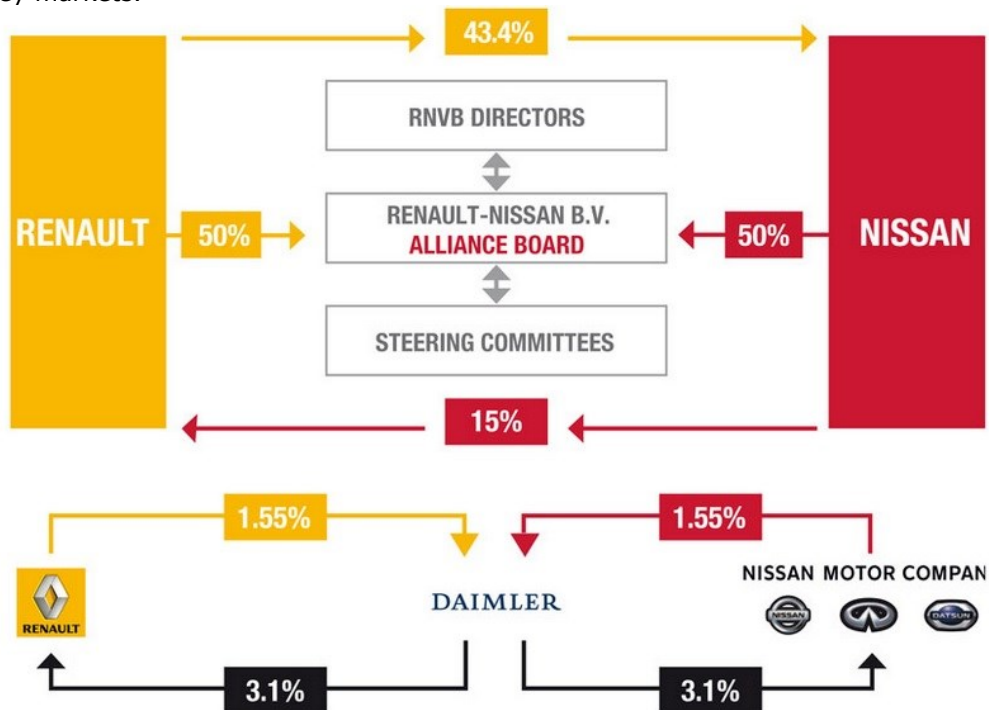 markets.
43.4%
RNVB DIRECTORS
RENAULT
50%
RENAULT-NISSAN B.V.
ALLIANCE BOARD
50%
NISSAN
STEERING COMMITTEES
15%
1.55%
1.55%
RENAULT
DAIMLER
NISSAN MOTOR COMPAN
NISSAN
DATSUN
3.1%
3.1%